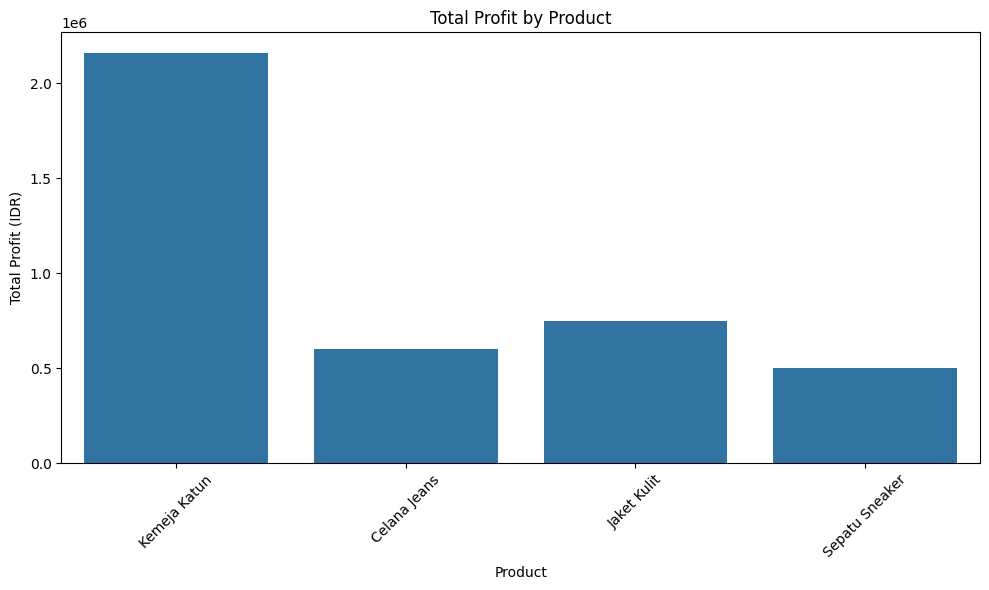 Total Profit by Product
1e6
Total Profit (IDR)
2.0
1.5
1.0
0.5
0.0
Kemeja Katun
Celana Jeans
Jaket Kulit
Sepatu Sneaker
Product